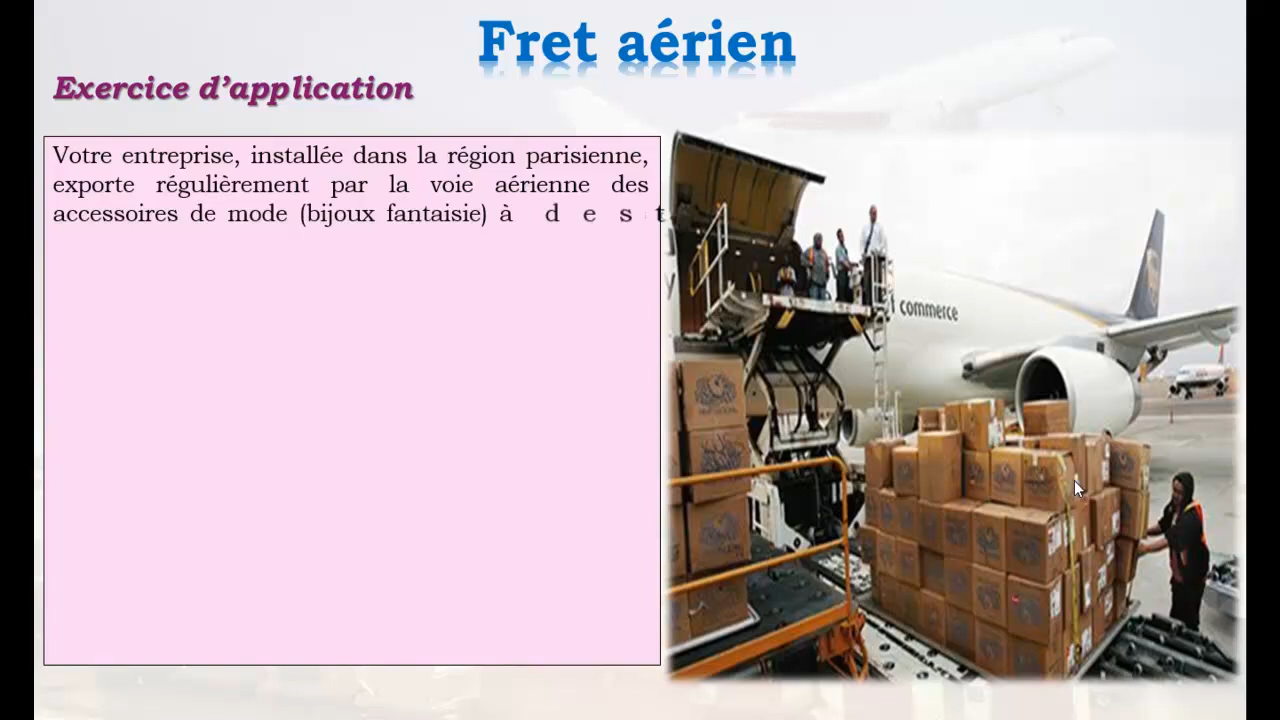 Fret aérien
Exercice d’application
Votre entreprise, installée dans la région parisienne,
exporte régulièrement par la voie aérienne des
accessoires de mode (bijoux fantaisie) à d e s t
commerce